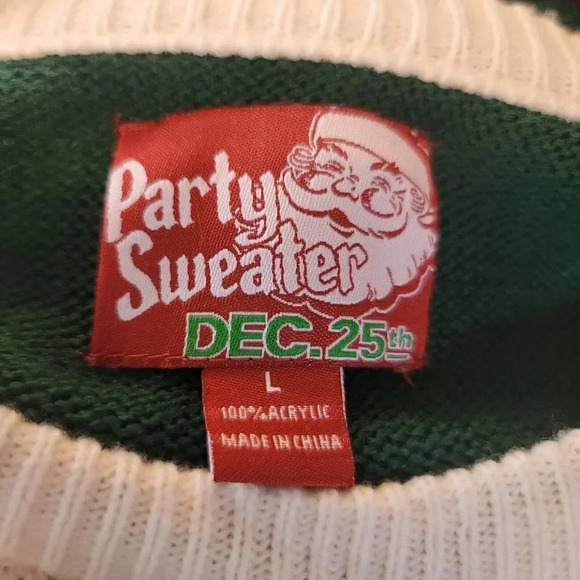 Party
Sweater
DEC. 25th
L
100% ACRYLIC
MADE IN CHINA